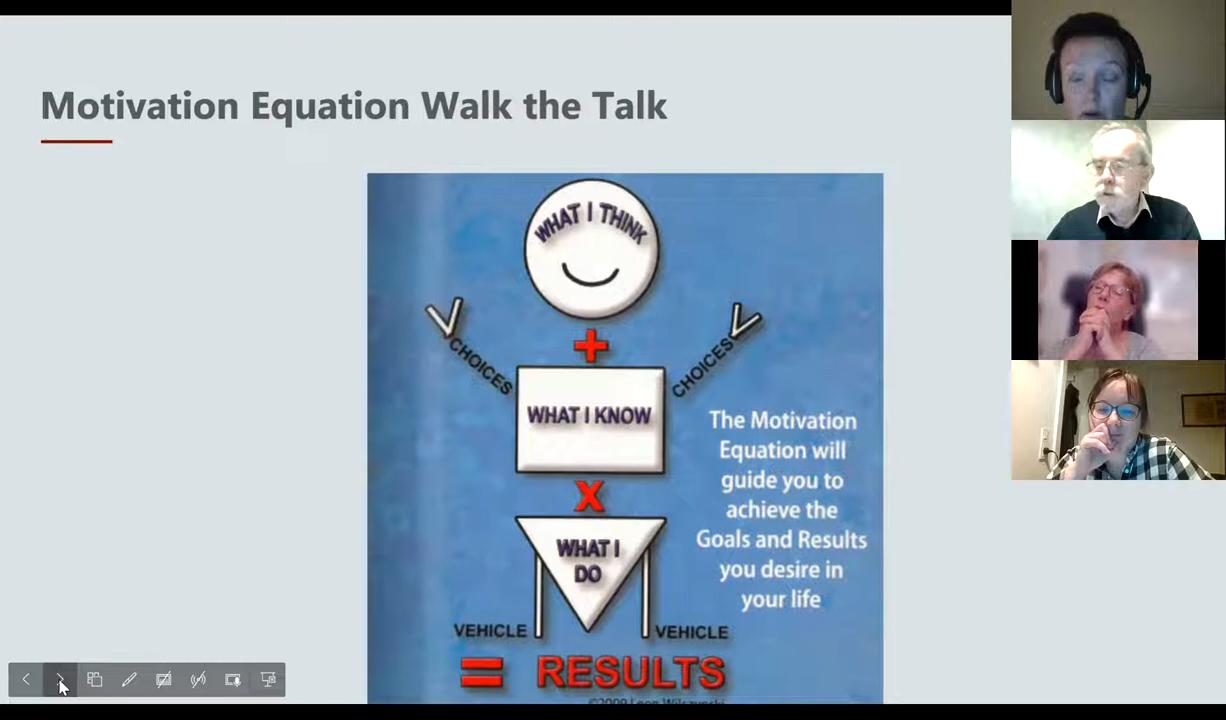 Motivation Equation Walk the Talk
WHAT I THINK
+
CHOICES
CHOICES
WHAT I KNOW
X
WHAT I
DO
VEHICLE
VEHICLE
= RESULTS
The Motivation
Equation will
guide you to
achieve the
Goals and Results
you desire in
your life